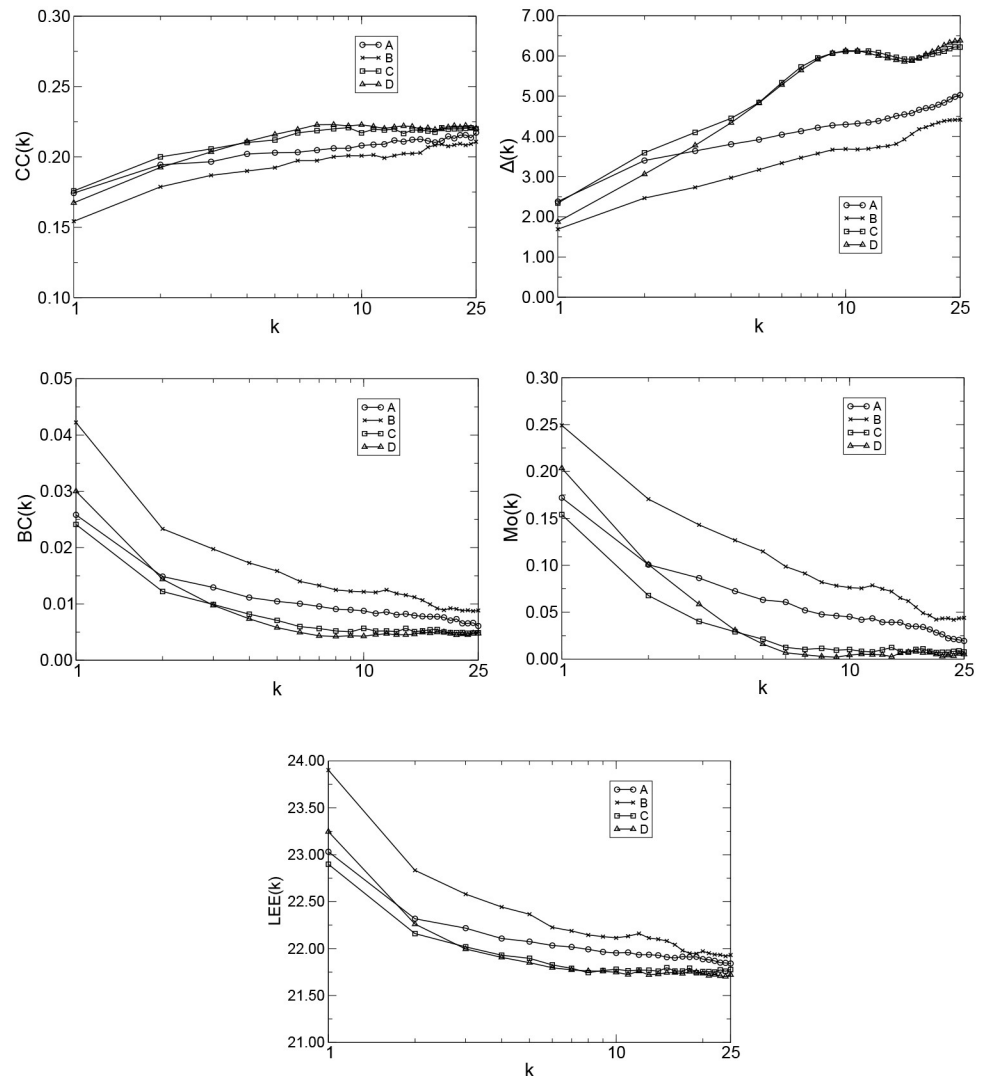 0.30
0.25
0.20
0.15
0.10
CC(k)
A
B
C
D
1
10
25
k
7.00
6.00
5.00
4.00
3.00
2.00
1.00
0.00
Δ(k)
A
B
C
D
1
10
25
k
0.05
0.04
0.03
0.02
0.01
0.00
BC(k)
A
B
C
D
1
10
25
k
0.30
0.25
0.20
0.15
0.10
0.05
0.00
Mo(k)
A
B
C
D
1
10
25
k
24.00
23.50
23.00
22.50
22.00
21.50
21.00
LEE(k)
A
B
C
D
1
10
25
k